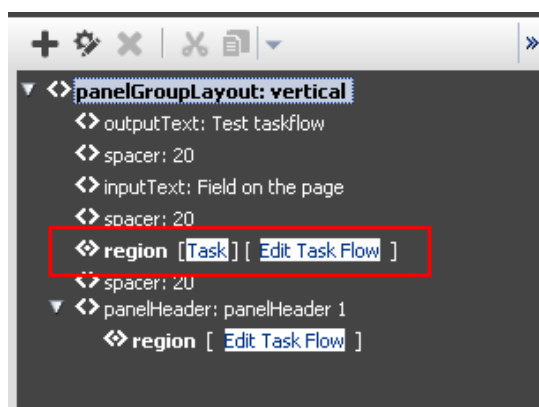 panelGroupLayout: vertical
outputText: Test taskflow
spacer: 20
inputText: Field on the page
spacer: 20
region [Task] [ Edit Task Flow ]
spacer: 20
panelHeader: panelHeader 1
region [ Edit Task Flow ]